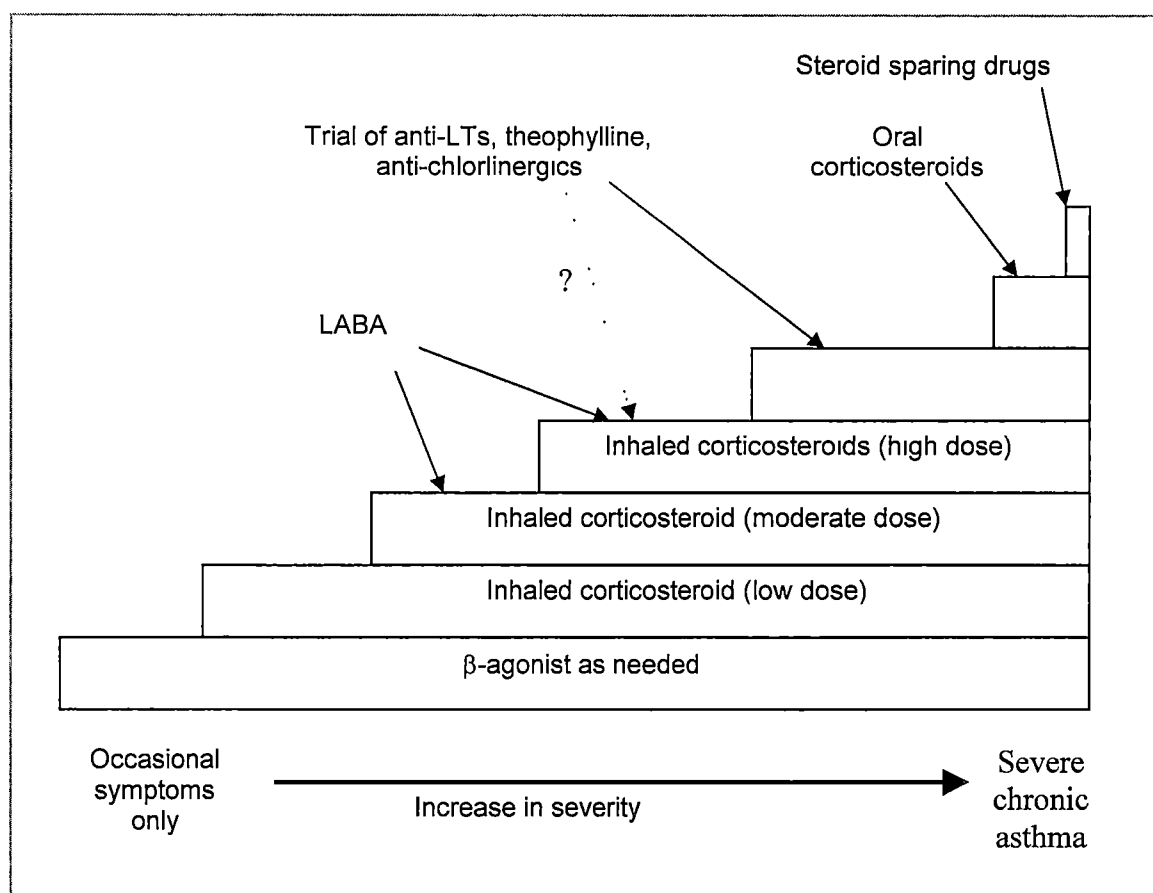 Steroid sparing drugs
Trial of anti-LTs, theophylline,
anti-chlorlinergics
Oral
corticosteroids
?
LABA
Inhaled corticosteroids (high dose)
Inhaled corticosteroid (moderate dose)
Inhaled corticosteroid (low dose)
β-agonist as needed
Occasional
symptoms
only
Increase in severity
Severe
chronic
asthma